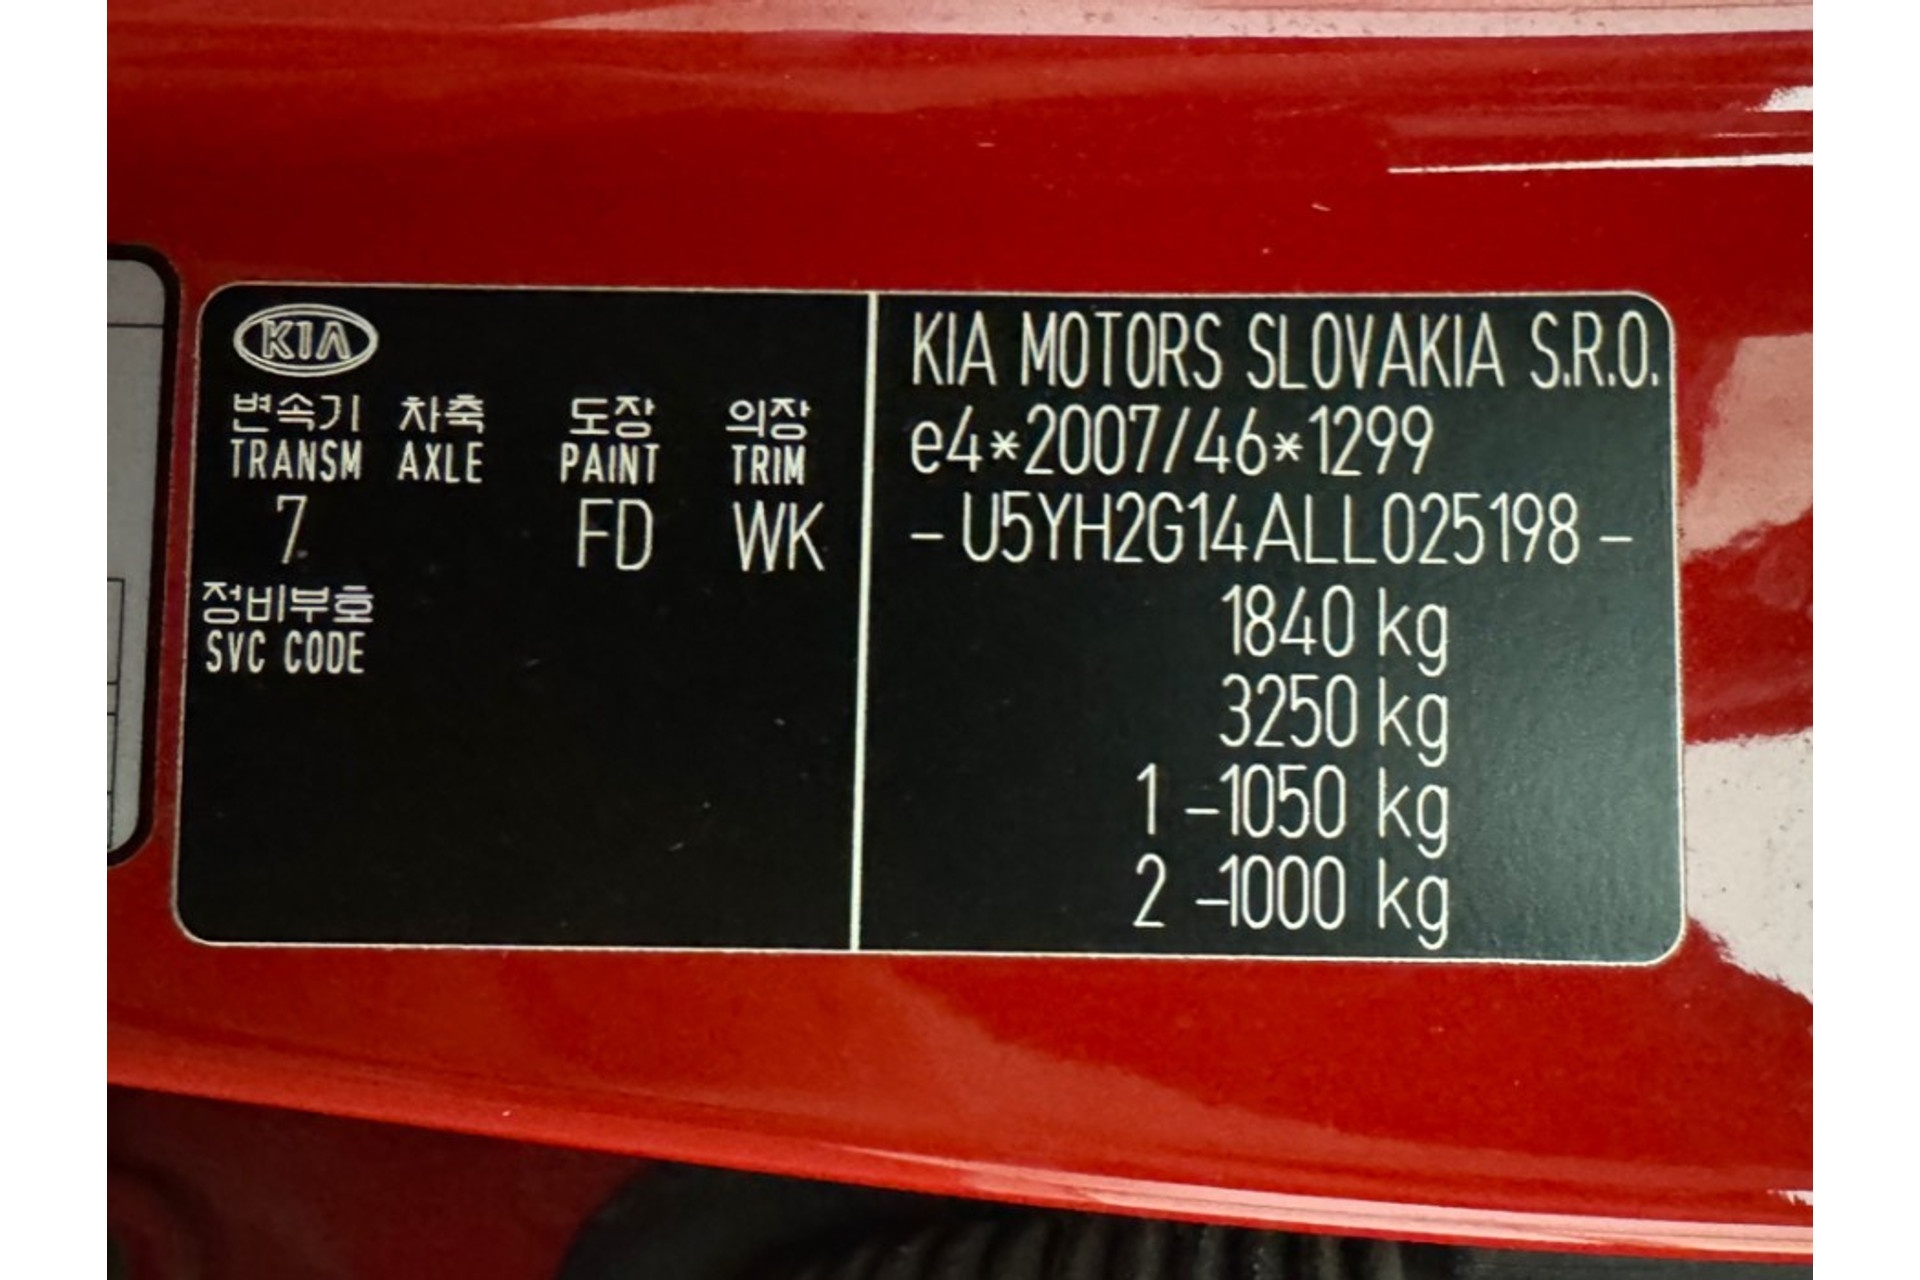 KIA
변속기 차축 도장 의장
TRANSM AXLE PAINT TRIM
7 FD WK
정비부호
SVC CODE
KIA MOTORS SLOVAKIA S.R.O.
e4*2007/46*1299
- U5YH2G14ALL025198 -
1840 kg
3250 kg
1 -1050 kg
2 -1000 kg